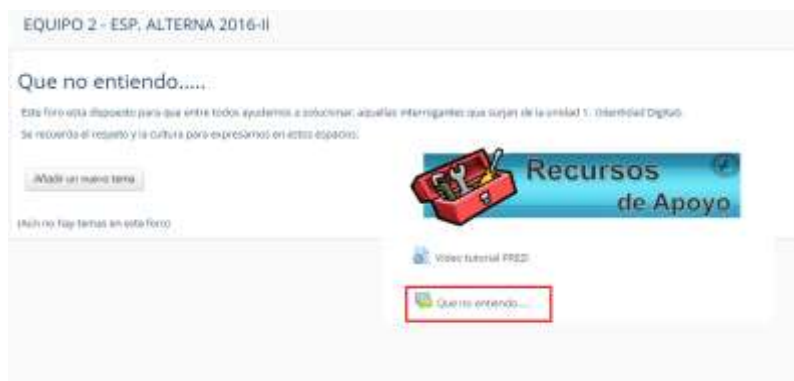 EQUIPO 2 - ESP. ALTERNA 2016-II
Que no entiendo.....
Este foro esta dispuesto para que entre todos ayudemos a solucionar, aquellas interrogantes que surjan de la unidad 1. (Identidad Digital)
Se recuerda el respeto y la cultura para expresarnos en estos espacios.
Añadir un nuevo tema
(Aún no hay temas en este foro)
Recursos
de Apoyo
Video tutorial PRED
Que no entiendo.....